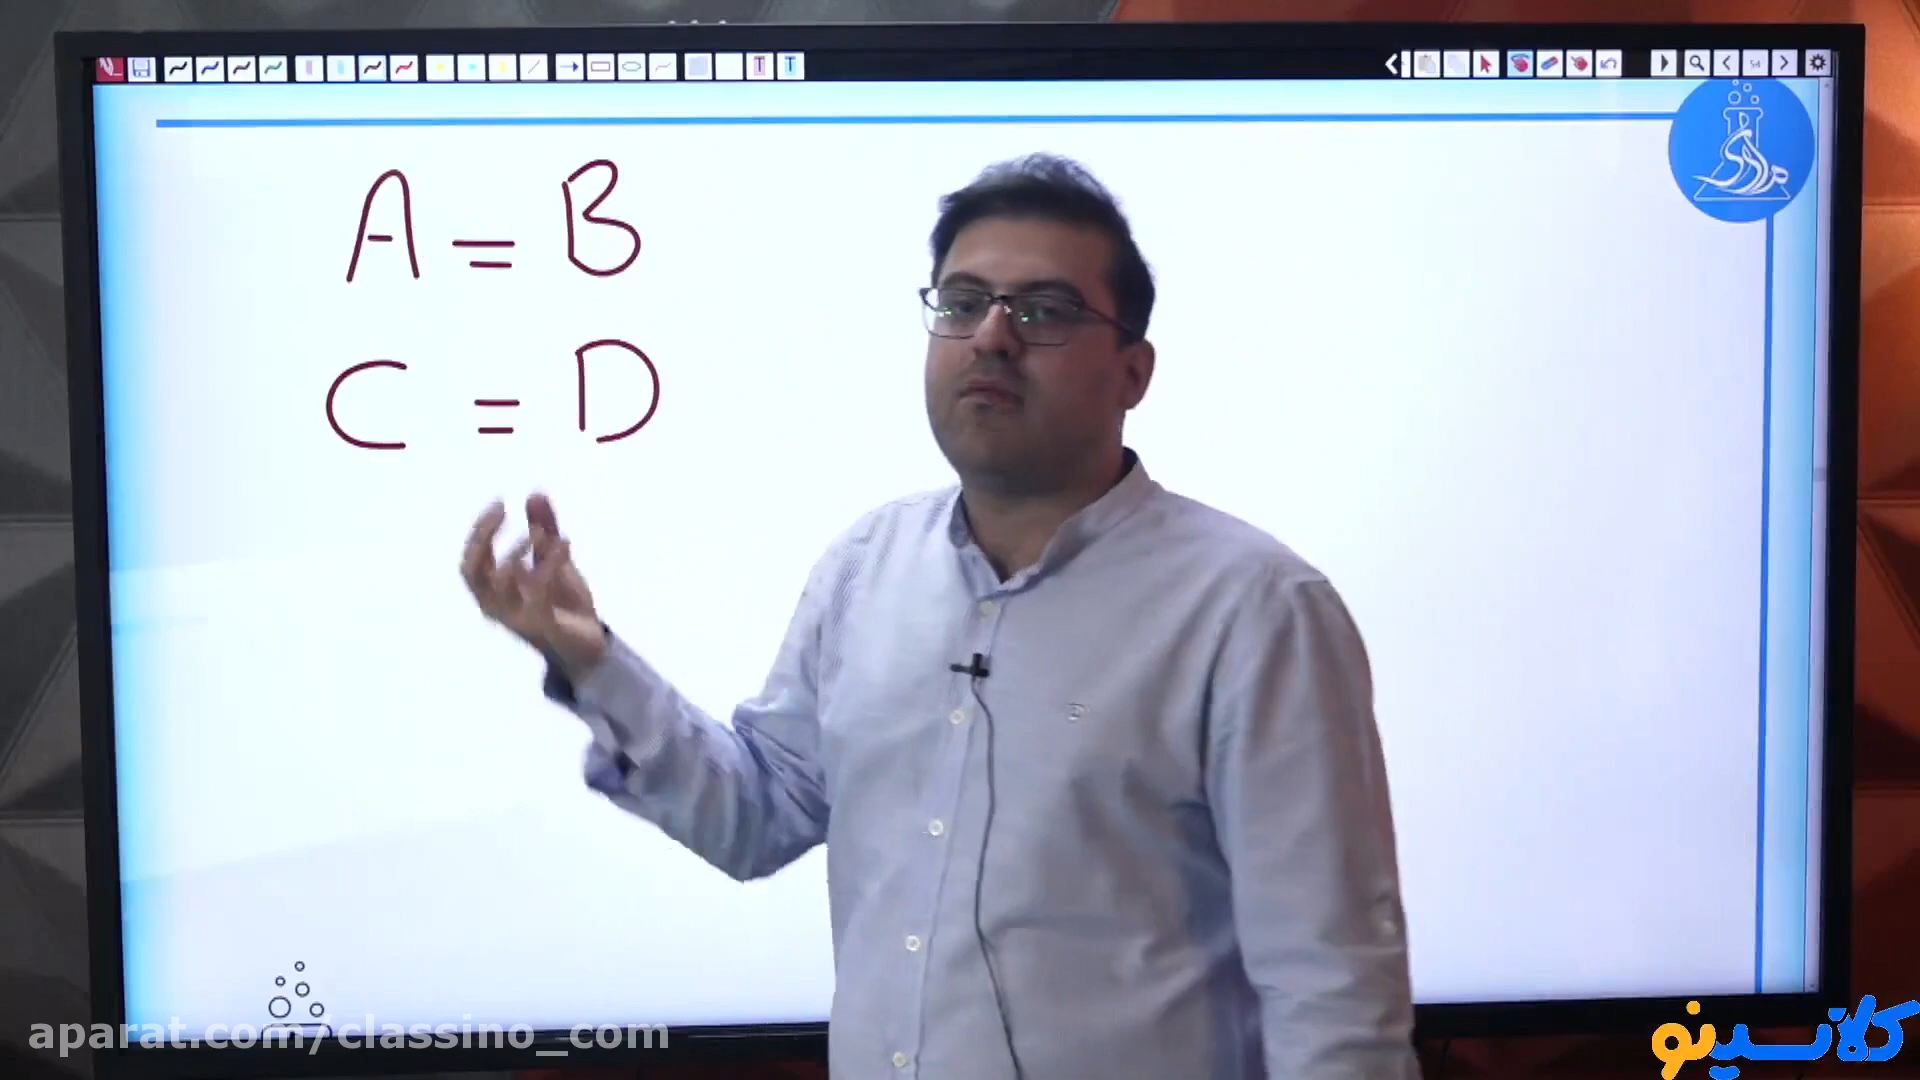 A = B
C = D
aparat.com/classino_com
کلاسینو